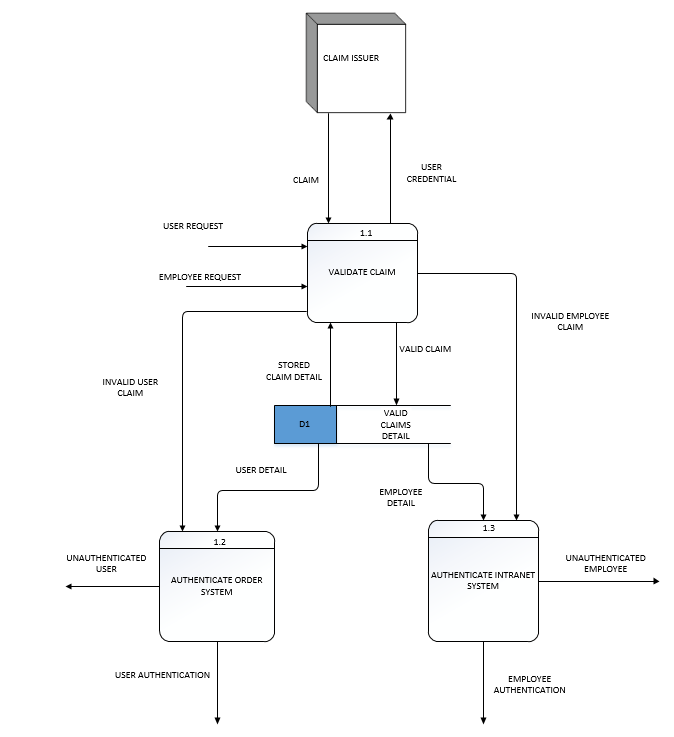 CLAIM ISSUER
CLAIM
USER
CREDENTIAL
USER REQUEST
1.1
EMPLOYEE REQUEST
VALIDATE CLAIM
INVALID EMPLOYEE
CLAIM
STORED
CLAIM DETAIL
VALID CLAIM
INVALID USER
CLAIM
D1
VALID
CLAIMS
DETAIL
USER DETAIL
EMPLOYEE
DETAIL
1.2
1.3
UNAUTHENTICATED
USER
AUTHENTICATE ORDER
SYSTEM
AUTHENTICATE INTRANET
SYSTEM
UNAUTHENTICATED
EMPLOYEE
USER AUTHENTICATION
EMPLOYEE
AUTHENTICATION